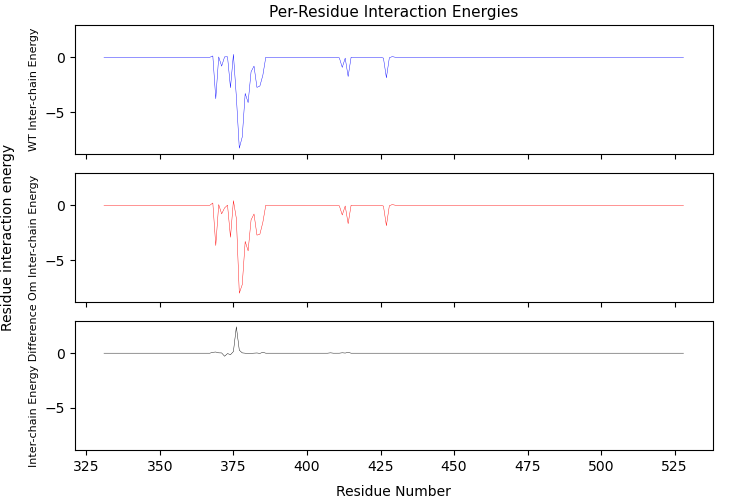 Per-Residue Interaction Energies
Residue interaction energy
WT Inter-chain Energy
0
−5
Om Inter-chain Energy
0
−5
Inter-chain Energy Difference
0
−5
325 350 375 400 425 450 475 500 525
Residue Number